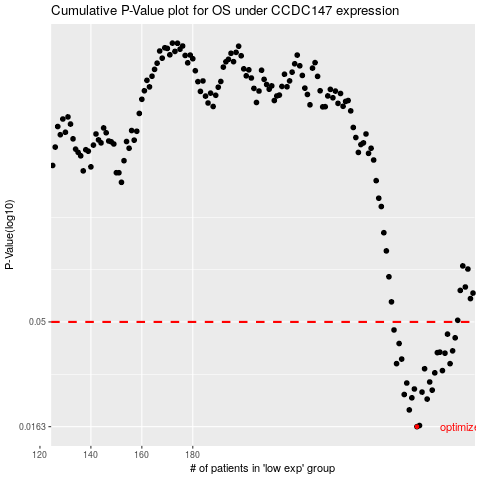 Cumulative P-Value plot for OS under CCDC147 expression
P-Value(log10)
0.05
0.0163
optimize
120 140 160 180
# of patients in 'low exp' group